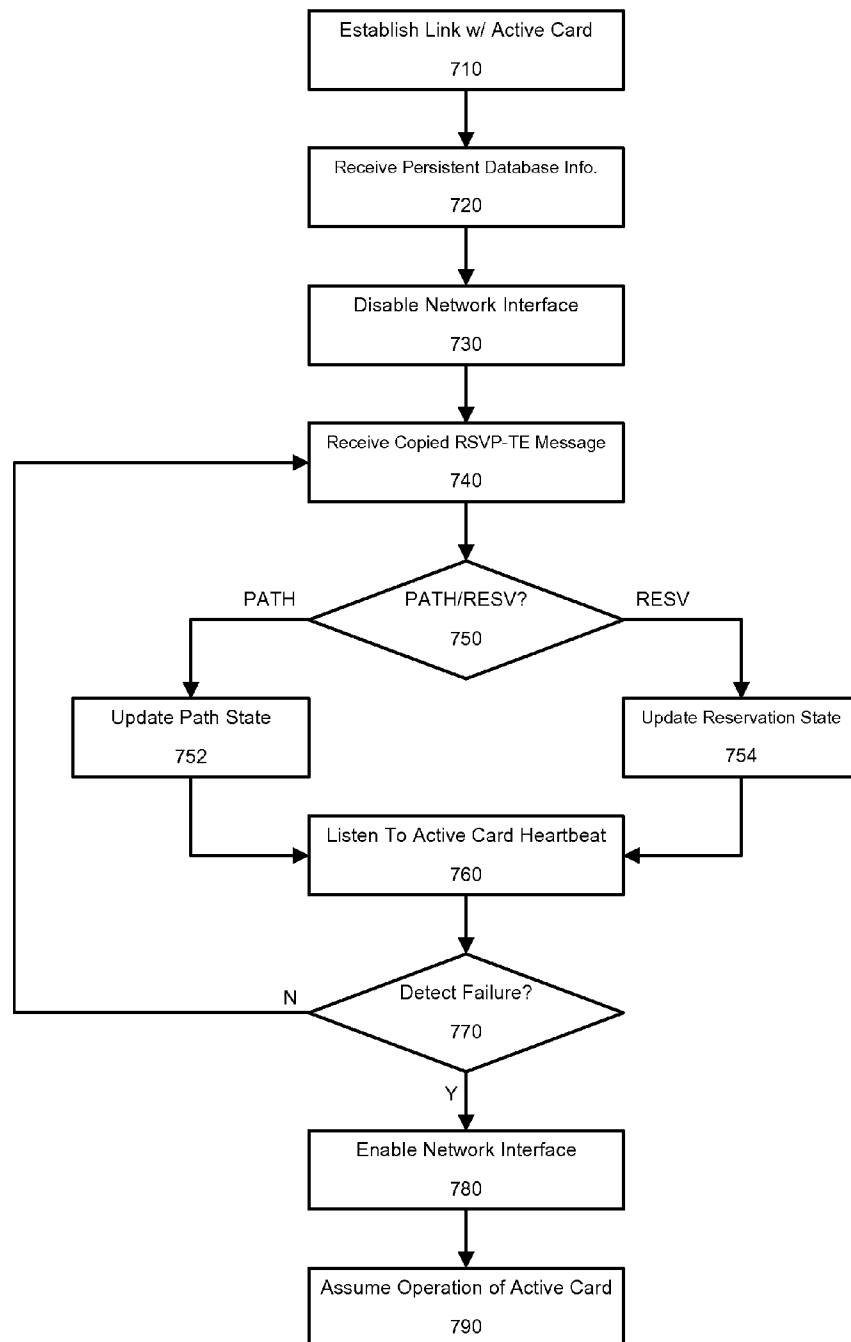 Establish Link w/ Active Card
710
Receive Persistent Database Info.
720
Disable Network Interface
730
Receive Copied RSVP-TE Message
740
PATH
PATH/RESV?
RESV
750
Update Path State
752
Update Reservation State
754
Listen To Active Card Heartbeat
760
N
Detect Failure?
770
Y
Enable Network Interface
780
Assume Operation of Active Card
790